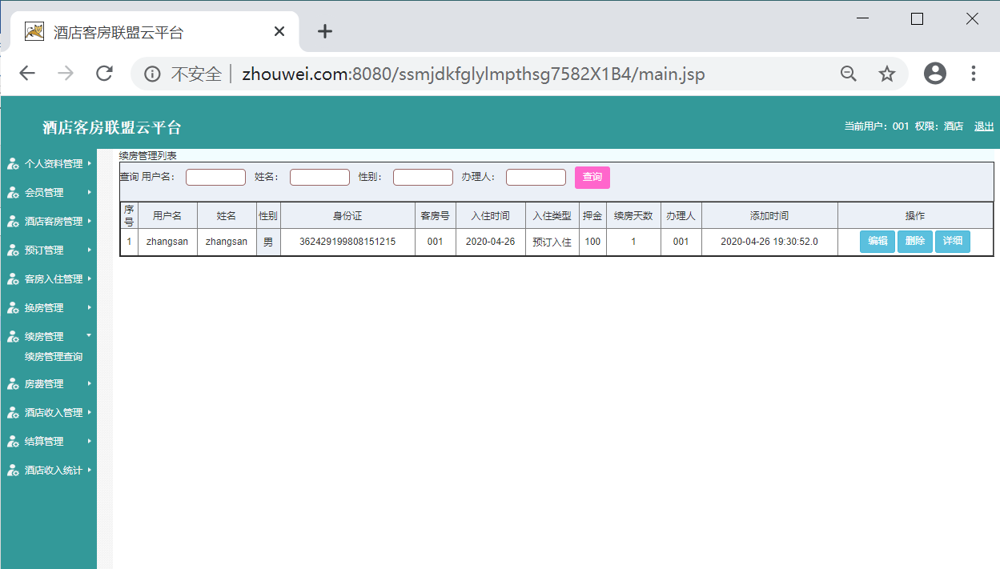 酒店客房联盟云平台
不安全 zhouwei.com:8080/ssmjdkfglylmpthsg7582X1B4/main.jsp
酒店客房联盟云平台
当前用户：001 权限：酒店 退出
个人资料管理
会员管理
酒店客房管理
预订管理
客房入住管理
换房管理
续房管理
续房管理查询
房费管理
酒店收入管理
结算管理
酒店收入统计
续房管理列表
查询 用户名： 姓名： 性别： 办理人： 查询
序号 用户名 姓名 性别 身份证 客房号 入住时间 入住类型 押金 续房天数 办理人 添加时间 操作
1 zhangsan zhangsan 男 362429199808151215 001 2020-04-26 预订入住 100 1 001 2020-04-26 19:30:52.0 编辑 删除 详细